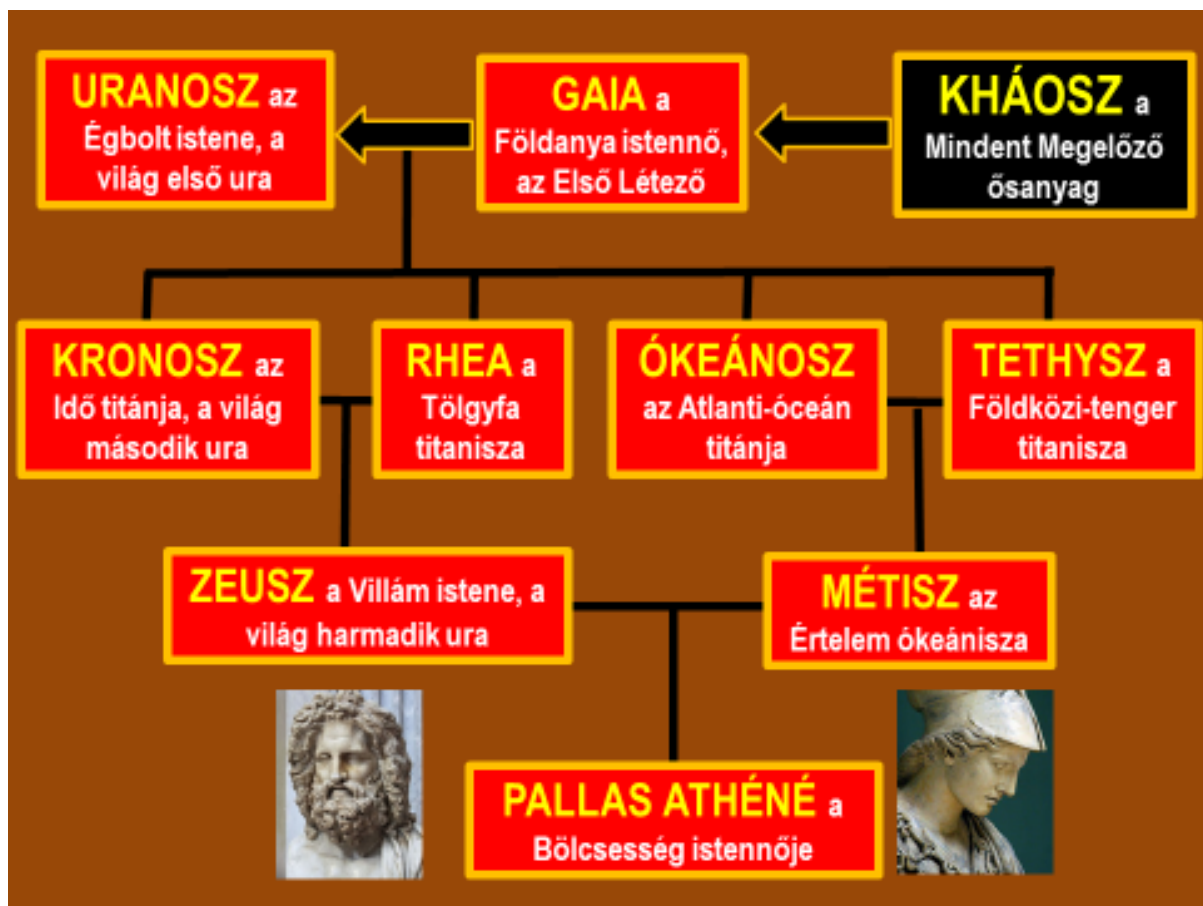 URANOSZ az
Égbolt istene, a
világ első ura
GAIA a
Földanya istennő,
az Első Létező
KHÁOSZ a
Mindent Megelőző
ősanyag
KRONOSZ az
Idő titánja, a világ
második ura
RHEA a
Tölgyfa
titanisza
ÓKEÁNOSZ
az Atlanti-óceán
titánja
TETHYSZ a
Földközi-tenger
titanisza
ZEUSZ a Villám istene, a
világ harmadik ura
MÉTISZ az
Értelem ókeánisza
PALLAS ATHÉNÉ a
Bölcsesség istennője